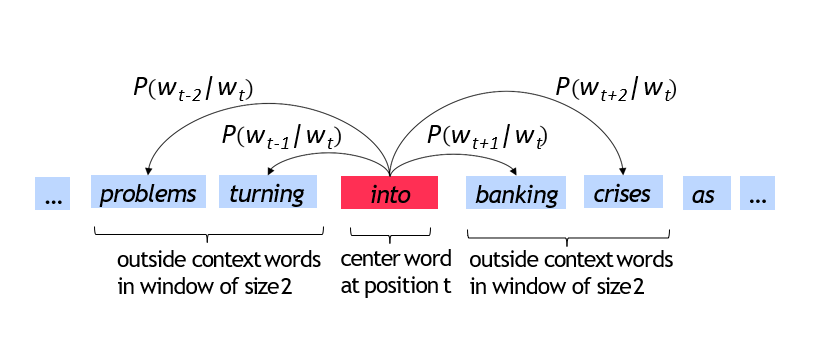 P(w_{t-2}|w_t) P(w_{t+2}|w_t)
P(w_{t-1}|w_t) P(w_{t+1}|w_t)
... problems turning into banking crises as ...
outside context words center word outside context words
in window of size 2 at position t in window of size 2